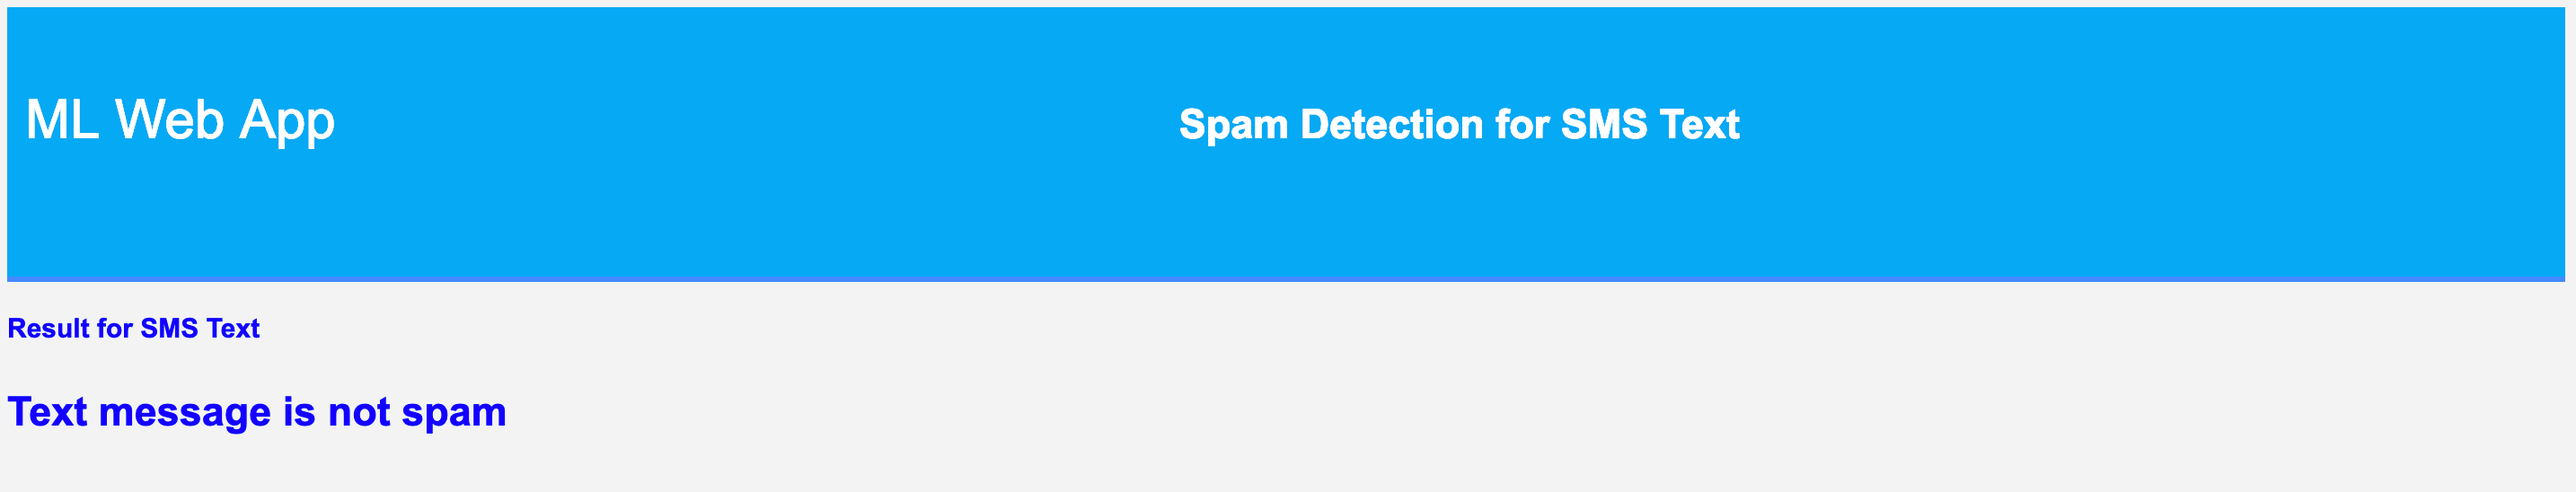 ML Web App
Spam Detection for SMS Text
Result for SMS Text
Text message is not spam